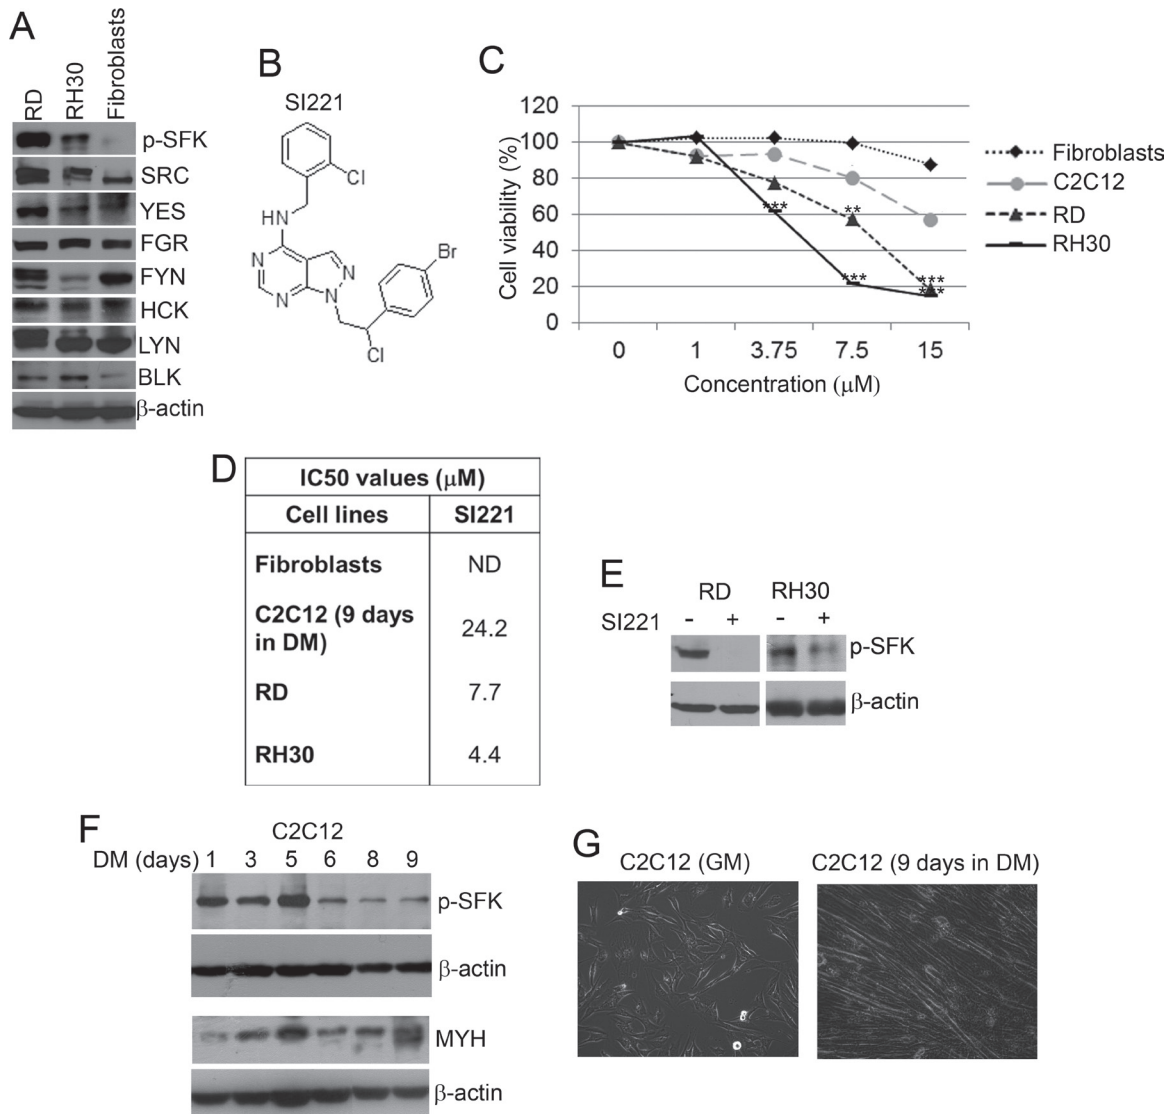 A
RD
RH30
Fibroblasts
p-SFK
SRC
YES
FGR
FYN
HCK
LYN
BLK
β-actin
B
SI221
Cl
HN
N
N
N
N
Br
Cl
C
Cell viability (%)
120
100
80
60
40
20
0
***
**
***
***
***
0 1 3.75 7.5 15
Concentration (μM)
Fibroblasts
C2C12
RD
RH30
D
IC50 values (μM)
Cell lines SI221
Fibroblasts ND
C2C12 (9 days
in DM) 24.2
RD 7.7
RH30 4.4
E
RD RH30
SI221 - + - +
p-SFK
β-actin
F
C2C12
DM (days) 1 3 5 6 8 9
p-SFK
β-actin
MYH
β-actin
G
C2C12 (GM) C2C12 (9 days in DM)